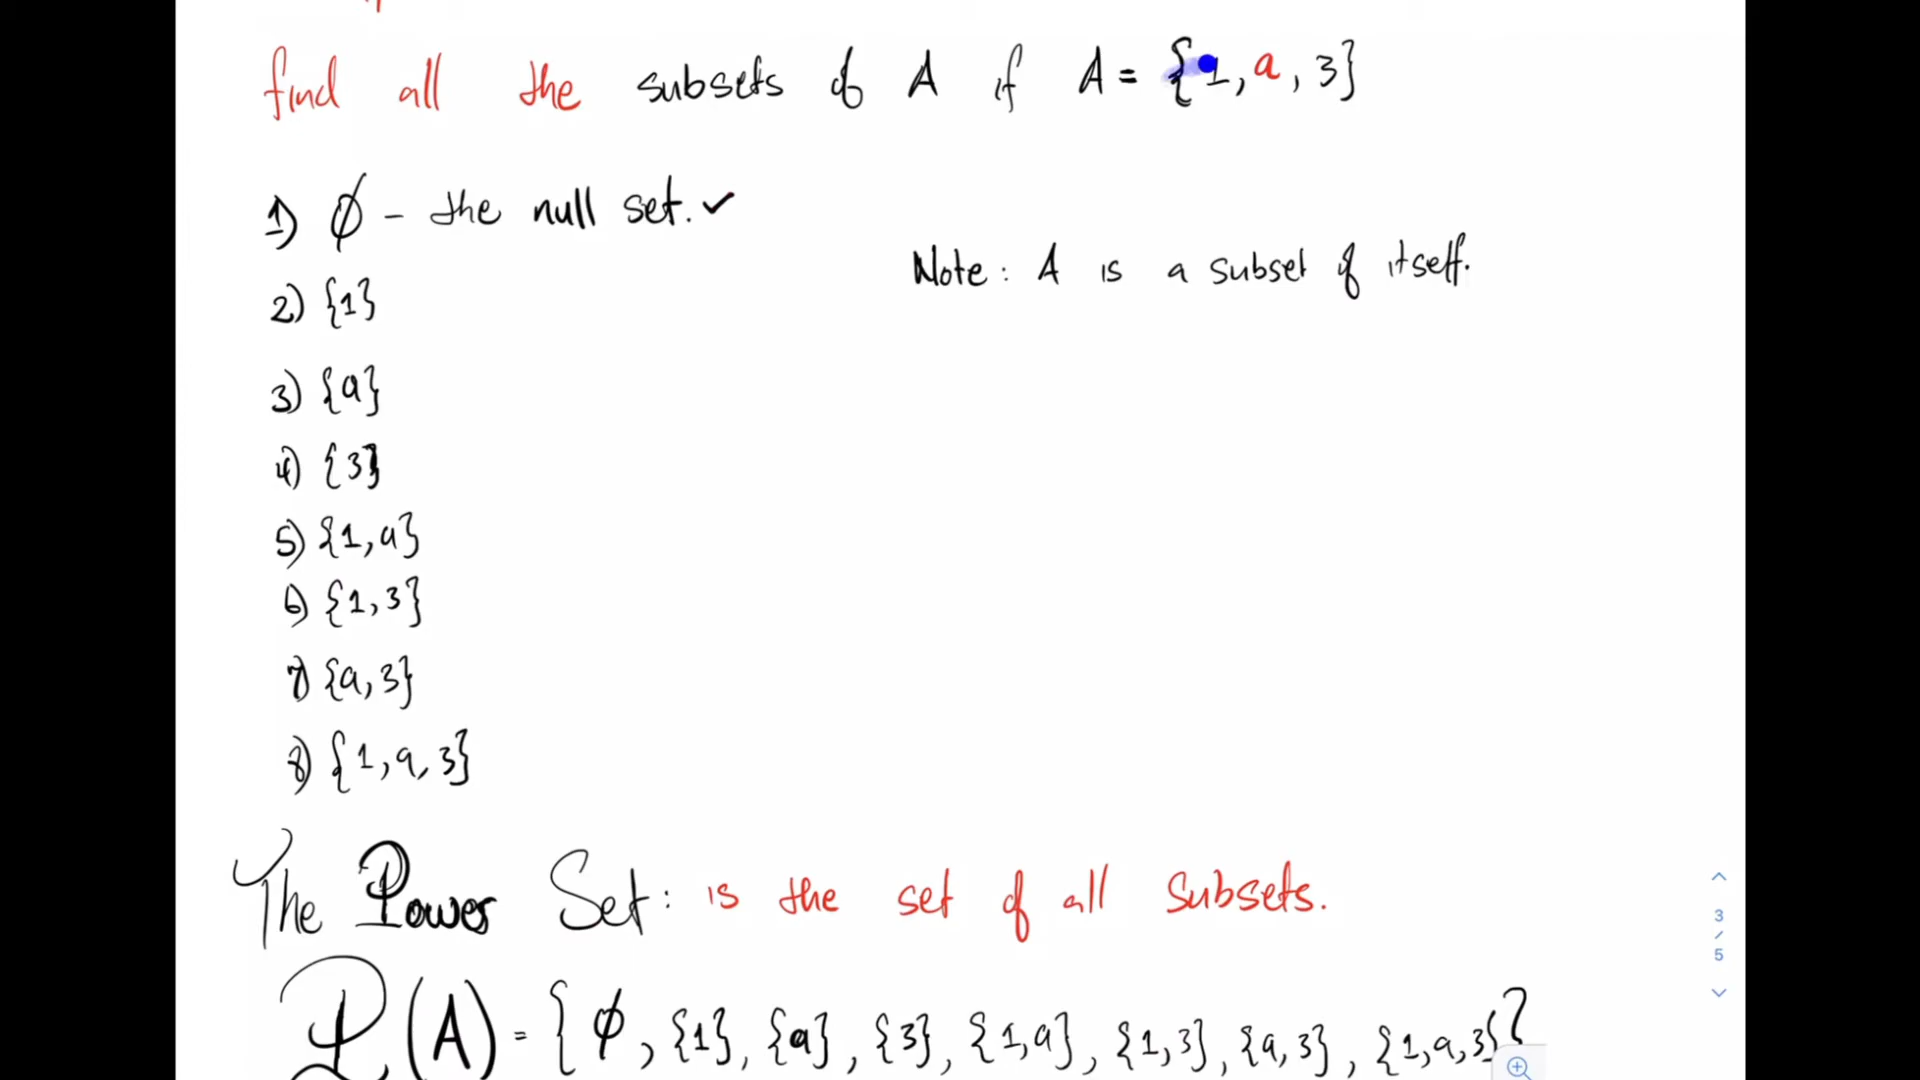 find all the subsets of A if A = {1, a, 3}
1) ∅ - the null set. ✓
Note: A is a subset of itself.
2) {1}
3) {a}
4) {3}
5) {1, a}
6) {1, 3}
7) {a, 3}
8) {1, a, 3}
The Power Set: is the set of all Subsets.
P(A) = { ∅, {1}, {a}, {3}, {1, a}, {1, 3}, {a, 3}, {1, a, 3} }
3
/
5